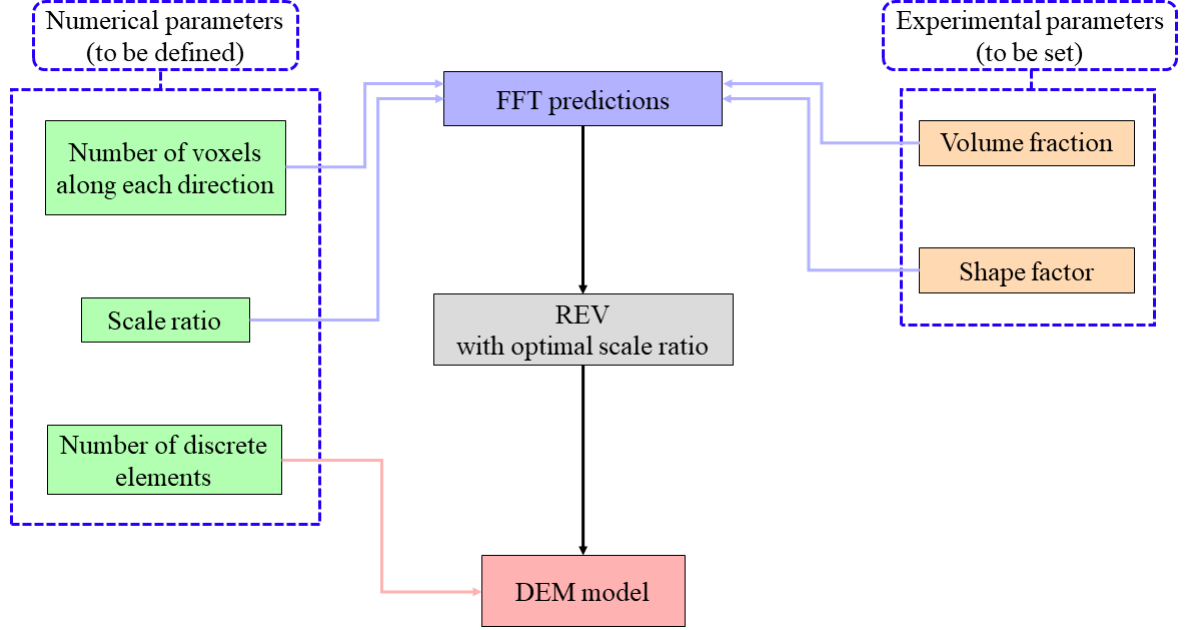 Numerical parameters
(to be defined)
Experimental parameters
(to be set)
FFT predictions
Number of voxels
along each direction
Volume fraction
Shape factor
Scale ratio
REV
with optimal scale ratio
Number of discrete
elements
DEM model